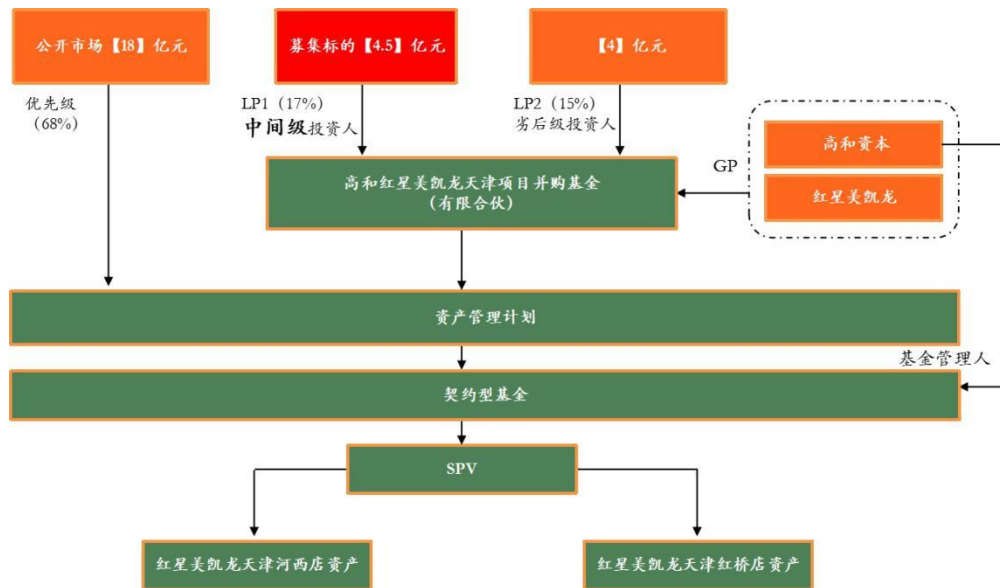 公开市场【18】亿元
募集标的【4.5】亿元
【4】亿元
优先级
（68%）
LP1（17%）
中间级投资人
LP2（15%）
劣后级投资人
GP
高和资本
红星美凯龙
高和红星美凯龙天津项目并购基金
（有限合伙）
资产管理计划
基金管理人
契约型基金
SPV
红星美凯龙天津河西店资产
红星美凯龙天津红桥店资产